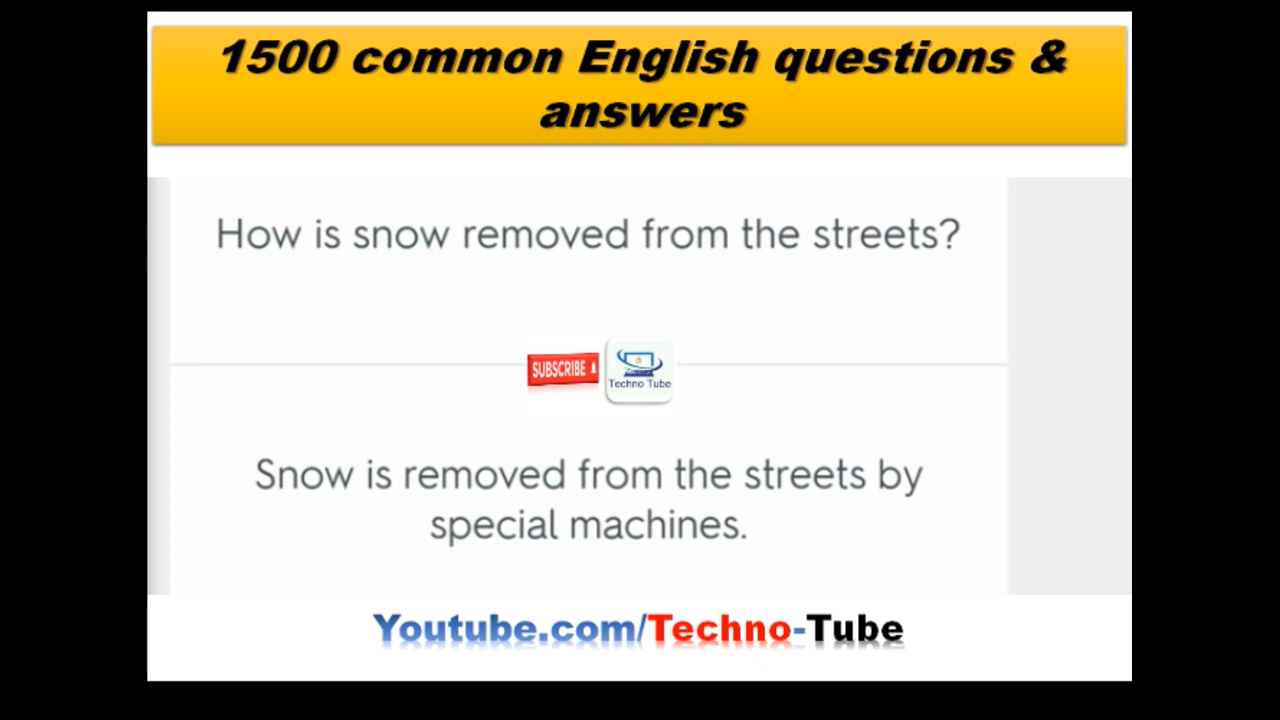 1500 common English questions &
answers
How is snow removed from the streets?
SUBSCRIBE
Techno Tube
Snow is removed from the streets by
special machines.
Youtube.com/Techno-Tube